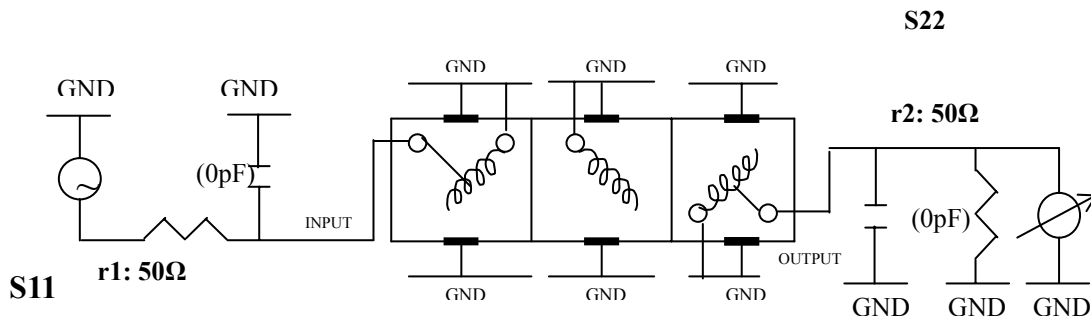 S22
GND
GND
GND
GND
GND
r2: 50Ω
(0pF)
(0pF)
INPUT
OUTPUT
r1: 50Ω
S11
GND
GND
GND
GND
GND
GND